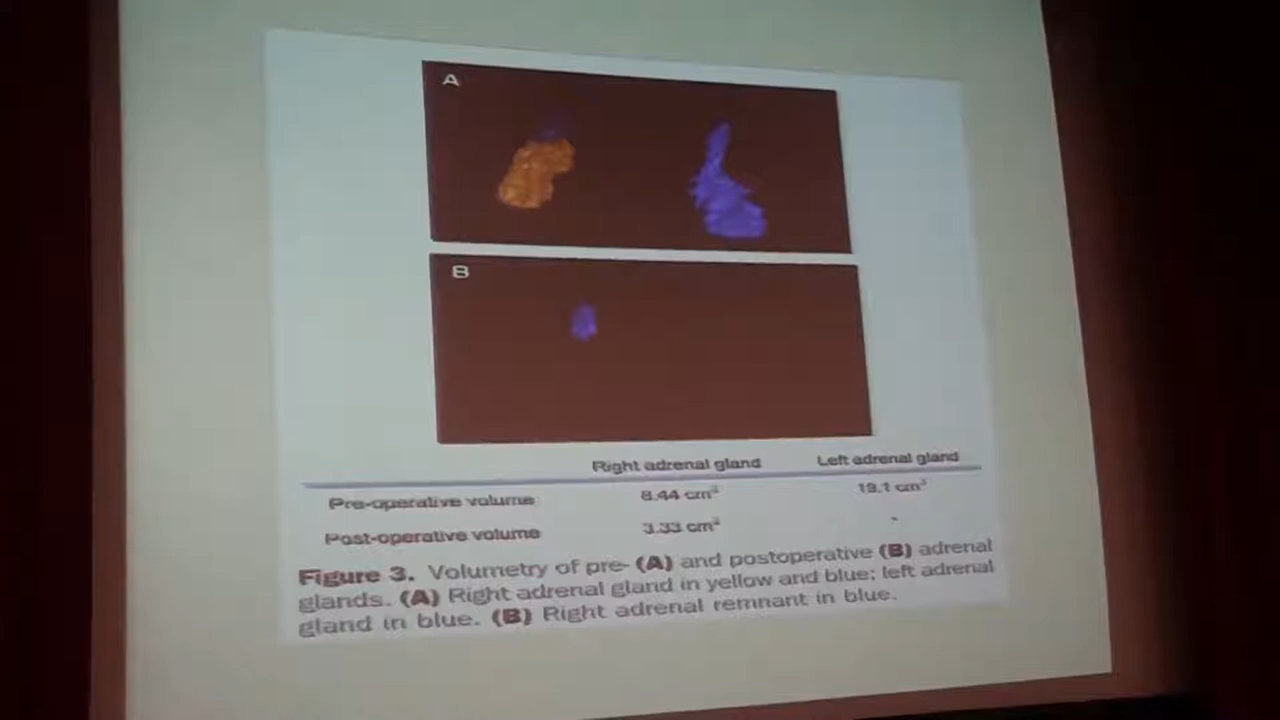 A
B
Right adrenal gland Left adrenal gland
Pre-operative volume 8.44 cm³ 19.1 cm³
Post-operative volume 3.33 cm³ -
Figure 3. Volumetry of pre- (A) and postoperative (B) adrenal
glands. (A) Right adrenal gland in yellow and blue; left adrenal
gland in blue. (B) Right adrenal remnant in blue.